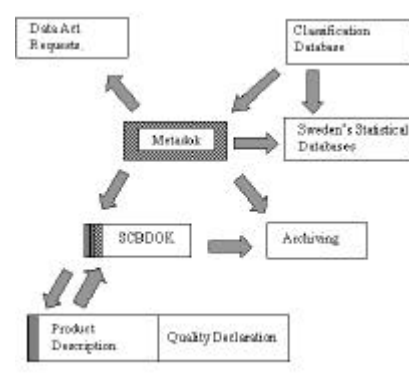 Data Act
Requests
Classification
Database
Metadok
Sweden's Statistical
Databases
SCBDOK
Archiving
Product
Description
Quality Declaration